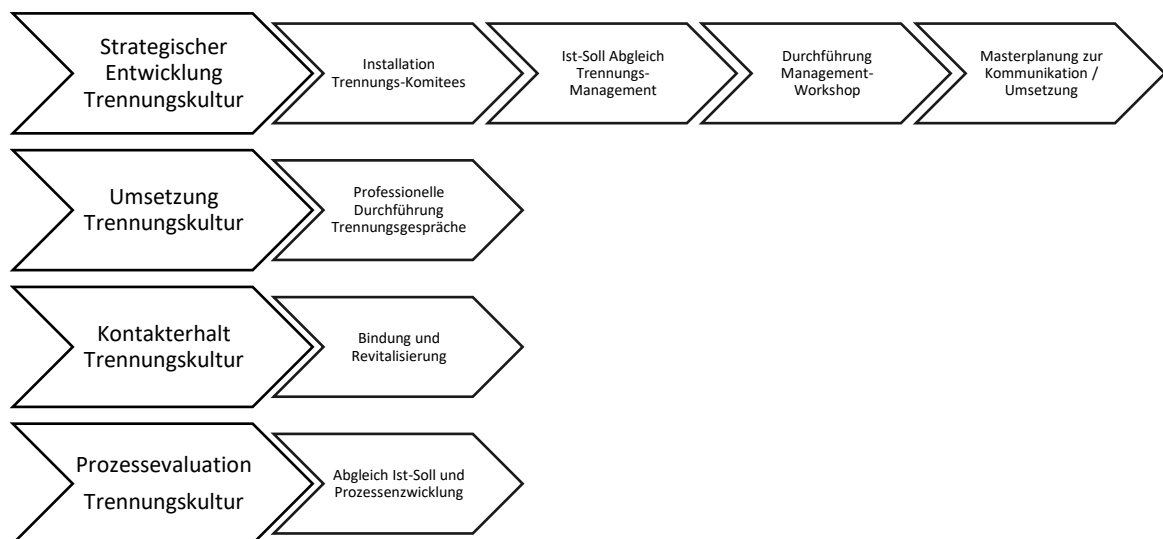 Strategischer
Entwicklung
Trennungskultur
Installation
Trennungs-Komitees
Ist-Soll Abgleich
Trennungs-
Management
Durchführung
Management-
Workshop
Masterplanung zur
Kommunikation /
Umsetzung
Umsetzung
Trennungskultur
Professionelle
Durchführung
Trennungsgespräche
Kontakterhalt
Trennungskultur
Bindung und
Revitalisierung
Prozessevaluation
Trennungskultur
Abgleich Ist-Soll und
Prozessenzwicklung